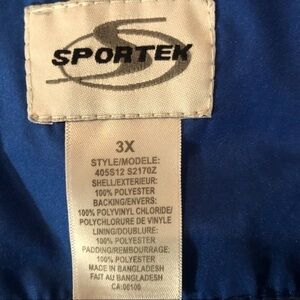 SPORTEK
3X
STYLE/MODELE:
405S12 S2170Z
SHELL/EXTERIEUR:
100% POLYESTER
BACKING/ENVERS:
100% POLYVINYL CHLORIDE/
POLYCHLORURE DE VINYLE
LINING/DOUBLURE:
100% POLYESTER
PADDING/REMBOURRAGE:
100% POLYESTER
MADE IN BANGLADESH
FAIT AU BANGLADESH
CA:00106